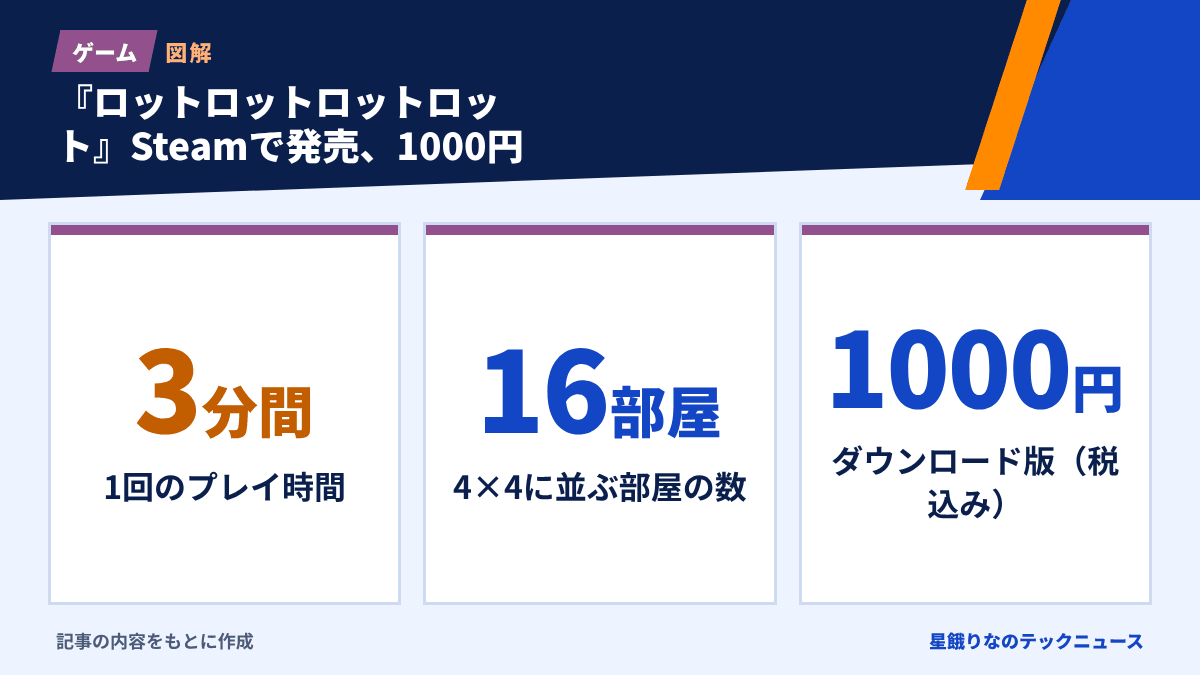 ゲーム 図解
『ロットロットロットロッ
ト』Steamで発売、1000円
3分間
1回のプレイ時間
16部屋
4×4に並ぶ部屋の数
1000円
ダウンロード版（税
込み）
記事の内容をもとに作成
星餓りなのテックニュース